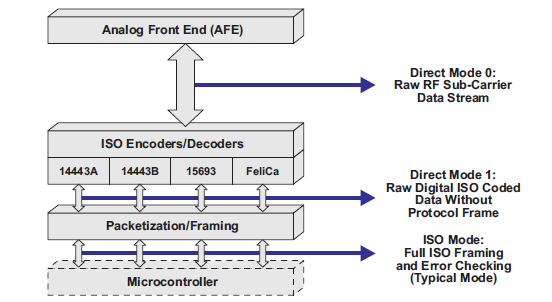 Analog Front End (AFE)
Direct Mode 0:
Raw RF Sub-Carrier
Data Stream
ISO Encoders/Decoders
14443A 14443B 15693 FeliCa
Direct Mode 1:
Raw Digital ISO Coded
Data Without
Protocol Frame
Packetization/Framing
ISO Mode:
Full ISO Framing
and Error Checking
(Typical Mode)
Microcontroller